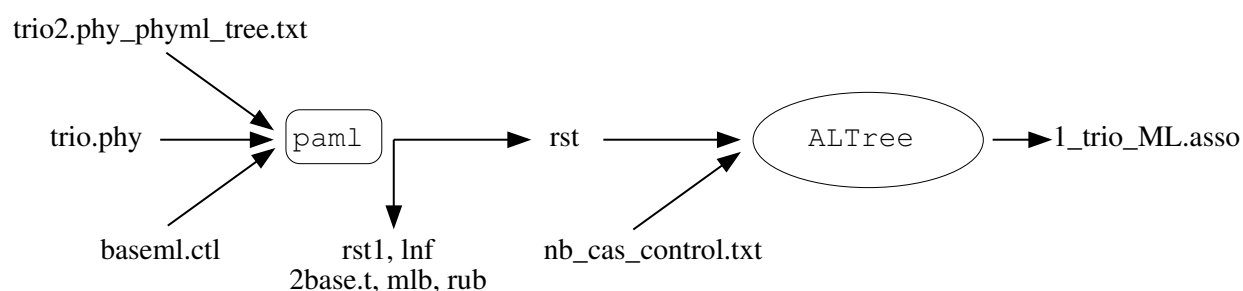 trio2.phy_phyml_tree.txt
trio.phy
paml
rst
ALTree
1_trio_ML.asso
baseml.ctl
rst1, lnf
2base.t, mlb, rub
nb_cas_control.txt